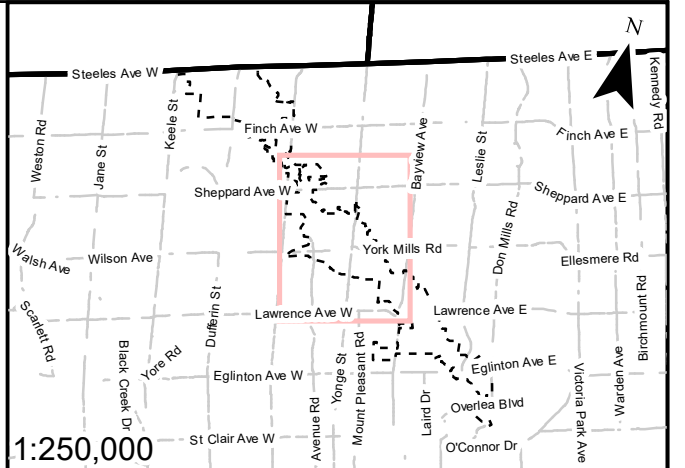 N
Steeles Ave W
Steeles Ave E
Kennedy Rd
Weston Rd
Jane St
Keele St
Finch Ave W
Bayview Ave
Leslie St
Finch Ave E
Sheppard Ave W
Sheppard Ave E
Don Mills Rd
York Mills Rd
Walsh Ave
Wilson Ave
Ellesmere Rd
Birchmount Rd
Scarlett Rd
Dufferin St
Lawrence Ave W
Lawrence Ave E
Black Creek Dr
Yore Rd
Eglinton Ave W
Avenue Rd
Yonge St
Mount Pleasant Rd
Laird Dr
Eglinton Ave E
Overlea Blvd
Victoria Park Ave
Warden Ave
St Clair Ave W
O'Connor Dr
1:250,000